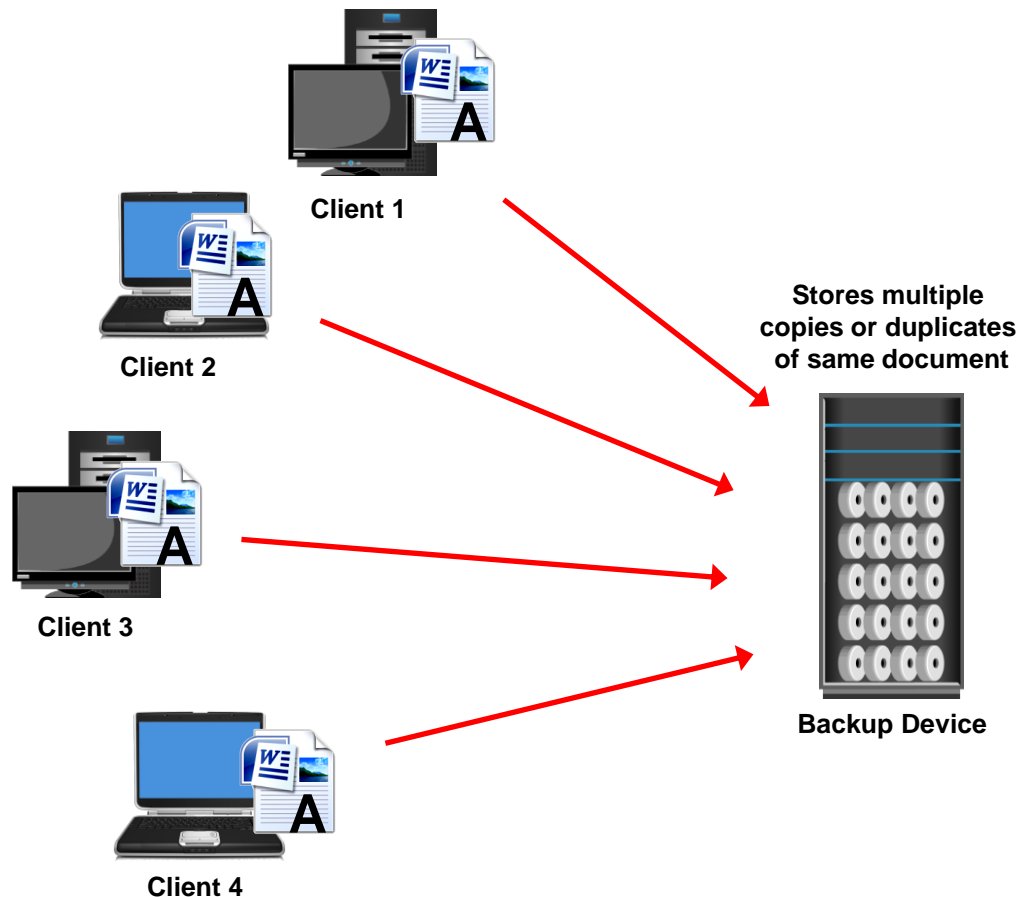 W
A
Client 1
W
A
Client 2
Stores multiple
copies or duplicates
of same document
W
A
Client 3
Backup Device
W
A
Client 4